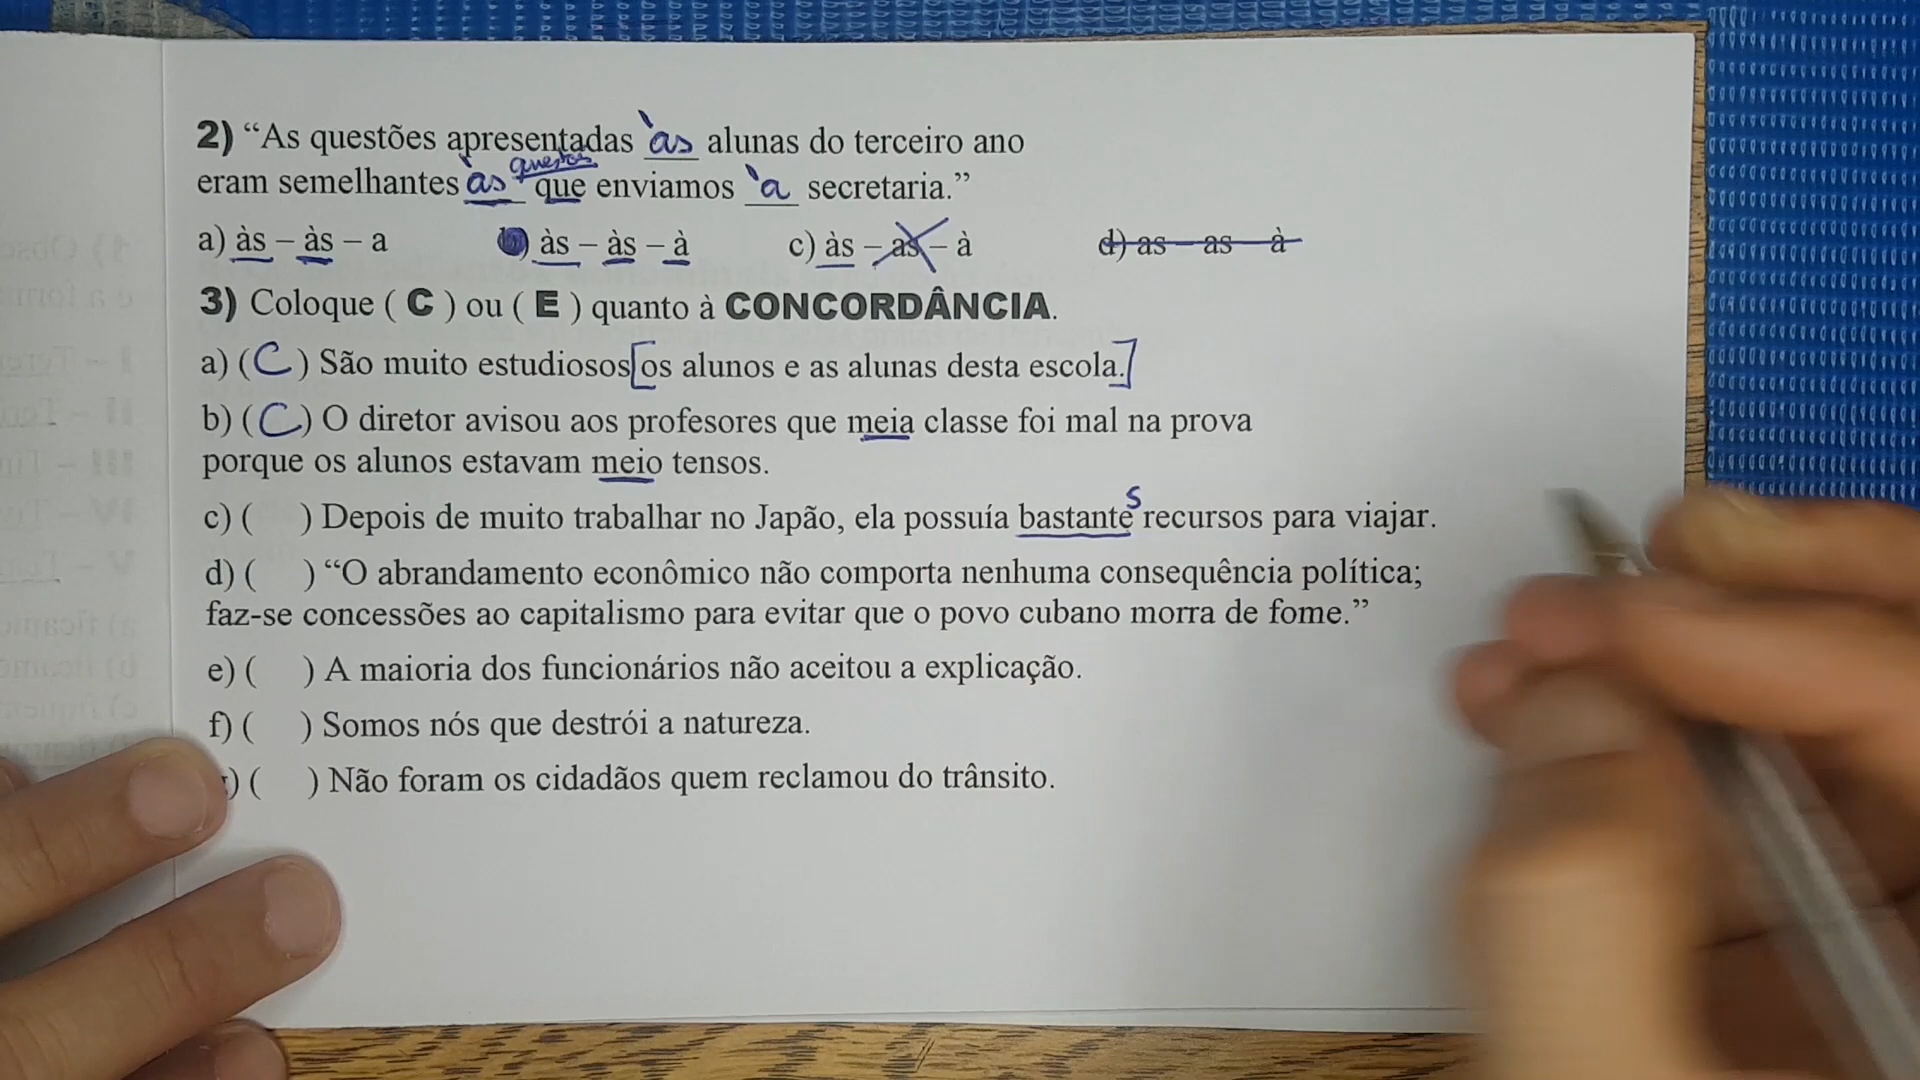 2) “As questões apresentadas às alunas do terceiro ano
questões
eram semelhantes às que enviamos à secretaria.”
a) às – às – a b) às – às – à c) às – as – à d) as – as – à
3) Coloque ( C ) ou ( E ) quanto à CONCORDÂNCIA.
a) (C) São muito estudiosos [os alunos e as alunas desta escola.]
b) (C) O diretor avisou aos profesores que meia classe foi mal na prova
porque os alunos estavam meio tensos.
c) ( ) Depois de muito trabalhar no Japão, ela possuía bastantes recursos para viajar.
d) ( ) “O abrandamento econômico não comporta nenhuma consequência política;
faz-se concessões ao capitalismo para evitar que o povo cubano morra de fome.”
e) ( ) A maioria dos funcionários não aceitou a explicação.
f) ( ) Somos nós que destrói a natureza.
) ( ) Não foram os cidadãos quem reclamou do trânsito.